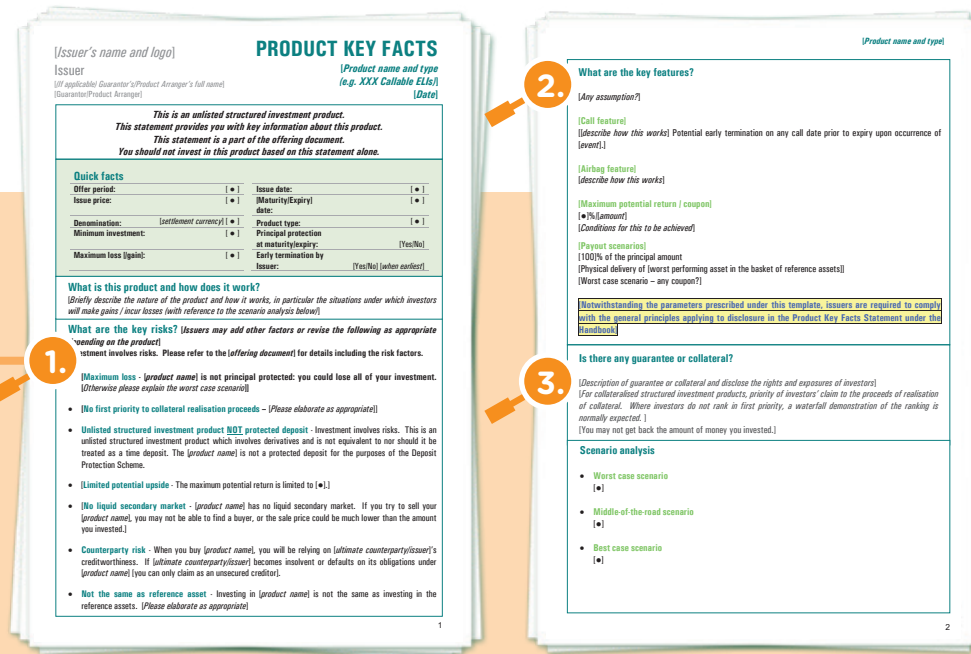 [Issuer's name and logo]
PRODUCT KEY FACTS
Issuer
[Product name and type
[(If applicable) Guarantor's/Product Arranger's full name]
(e.g. XXX Callable ELIs)]
[Guarantor/Product Arranger]
[Date]
This is an unlisted structured investment product.
This statement provides you with key information about this product.
This statement is a part of the offering document.
You should not invest in this product based on this statement alone.
Quick facts
Offer period: [ ● ] Issue date: [ ● ]
Issue price: [ ● ] [Maturity/Expiry] [ ● ]
date:
Denomination: [settlement currency] [ ● ] Product type: [ ● ]
Minimum investment: [ ● ] Principal protection
at maturity/expiry: [Yes/No]
Maximum loss [/gain]: [ ● ] Early termination by
Issuer: [Yes/No] [when earliest]
What is this product and how does it work?
[Briefly describe the nature of the product and how it works, in particular the situations under which investors
will make gains / incur losses (with reference to the scenario analysis below)]
What are the key risks? [Issuers may add other factors or revise the following as appropriate
depending on the product]
1.
estment involves risks. Please refer to the [offering document] for details including the risk factors.
[Maximum loss - [product name] is not principal protected: you could lose all of your investment.
[Otherwise please explain the worst case scenario]]
● [No first priority to collateral realisation proceeds – [Please elaborate as appropriate]]
● Unlisted structured investment product NOT protected deposit - Investment involves risks. This is an
unlisted structured investment product which involves derivatives and is not equivalent to nor should it be
treated as a time deposit. The [product name] is not a protected deposit for the purposes of the Deposit
Protection Scheme.
● [Limited potential upside - The maximum potential return is limited to [●].]
● [No liquid secondary market - [product name] has no liquid secondary market. If you try to sell your
[product name], you may not be able to find a buyer, or the sale price could be much lower than the amount
you invested.]
● Counterparty risk - When you buy [product name], you will be relying on [ultimate counterparty/issuer]'s
creditworthiness. If [ultimate counterparty/issuer] becomes insolvent or defaults on its obligations under
[product name] [you can only claim as an unsecured creditor].
● Not the same as reference asset - Investing in [product name] is not the same as investing in the
reference assets. [Please elaborate as appropriate]
1
[Product name and type]
2.
What are the key features?
[Any assumption?]
[Call feature]
[[describe how this works] Potential early termination on any call date prior to expiry upon occurrence of
[event].]
[Airbag feature]
[describe how this works]
[Maximum potential return / coupon]
[●]%/[amount]
[Conditions for this to be achieved]
[Payout scenarios]
[100]% of the principal amount
[Physical delivery of [worst performing asset in the basket of reference assets]]
[Worst case scenario – any coupon?]
[Notwithstanding the parameters prescribed under this template, issuers are required to comply
with the general principles applying to disclosure in the Product Key Facts Statement under the
Handbook]
3.
Is there any guarantee or collateral?
[Description of guarantee or collateral and disclose the rights and exposures of investors]
[For collateralised structured investment products, priority of investors' claim to the proceeds of realisation
of collateral. Where investors do not rank in first priority, a waterfall demonstration of the ranking is
normally expected. ]
[You may not get back the amount of money you invested.]
Scenario analysis
● Worst case scenario
[●]
● Middle-of-the-road scenario
[●]
● Best case scenario
[●]
2